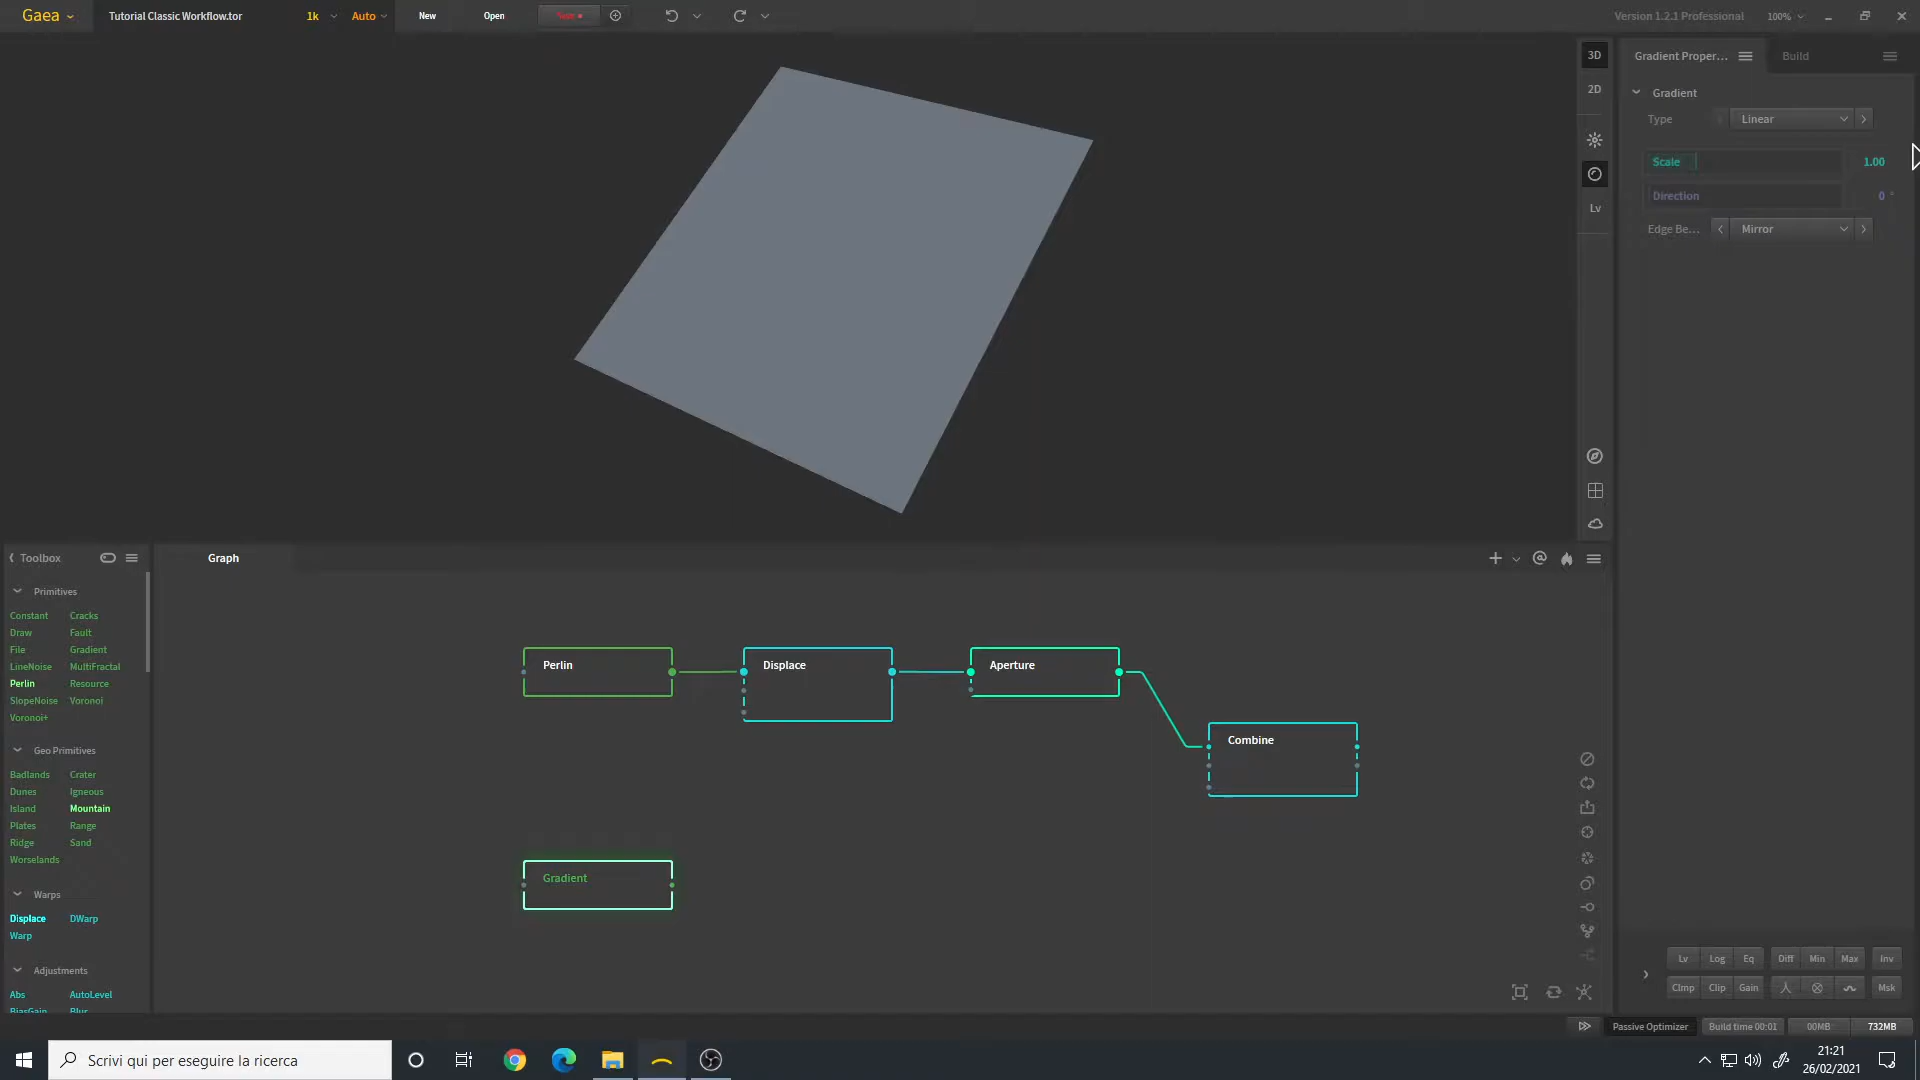 Gaea
Tutorial Classic Workflow.tor
1k
Auto
New
Open
Version 1.2.1 Professional
100%
3D
2D
Lv
Gradient Proper...
Build
Gradient
Type
Linear
Scale
1.00
Direction
0 °
Edge Be...
Mirror
Toolbox
Graph
Primitives
Constant Cracks
Draw Fault
File Gradient
LineNoise MultiFractal
Perlin Resource
SlopeNoise Voronoi
Voronoi+
Geo Primitives
Badlands Crater
Dunes Igneous
Island Mountain
Plates Range
Ridge Sand
Worselands
Warps
Displace DWarp
Warp
Adjustments
Abs AutoLevel
BiasGain Blur
Perlin
Displace
Aperture
Combine
Gradient
Lv Log Eq Diff Min Max Inv
Clmp Clip Gain Msk
Passive Optimizer
Build time 00:01
00MB
732MB
Scrivi qui per eseguire la ricerca
21:21
26/02/2021